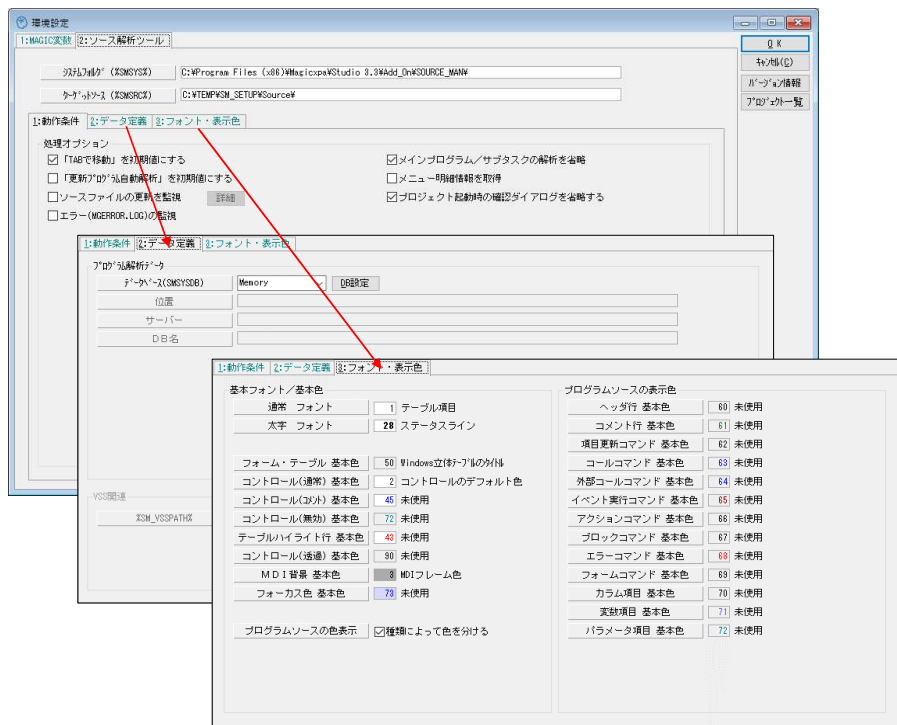 環境設定
1:MAGIC変数 2:ソース解析ツール
OK
ｷｬﾝｾﾙ(C)
ﾊﾞｰｼﾞｮﾝ情報
ﾌﾟﾛｼﾞｪｸﾄ一覧
ｼｽﾃﾑﾌｫﾙﾀﾞ (%SMSYS%) C:¥Program Files (x86)¥Magicxpa¥Studio 3.3¥Add_On¥SOURCE_MAN¥
ﾀｰｹﾞｯﾄｿｰｽ (%SMSRC%) C:¥TEMP¥SM_SETUP¥Source¥
1:動作条件 2:データ定義 3:フォント・表示色
処理オプション
「TABで移動」を初期値にする
「更新ﾌﾟﾛｸﾞﾗﾑ自動解析」を初期値にする
ソースファイルの更新を監視 詳細
エラー(MGERROR.LOG)の監視
メインプログラム／サブタスクの解析を省略
メニュー明細情報を取得
プロジェクト起動時の確認ダイアログを省略する
1:動作条件 2:データ定義 3:フォント・表示色
ﾌﾟﾛｸﾞﾗﾑ解析ﾃﾞｰﾀ
ﾃﾞｰﾀﾍﾞｰｽ(SMSYSDB) Memory DB設定
位置
サーバー
ＤＢ名
VSS関連
%SM_VSSPATH%
1:動作条件 2:データ定義 3:フォント・表示色
基本フォント／基本色
通常 フォント 1 テーブル項目
太字 フォント 28 ステータスライン
フォーム・テーブル 基本色 50 Windows立体ﾃｰﾌﾞﾙのﾀｲﾄﾙ
コントロール(通常) 基本色 2 コントロールのデフォルト色
コントロール(ｺﾒﾝﾄ) 基本色 45 未使用
コントロール(無効) 基本色 72 未使用
テーブルハイライト行 基本色 43 未使用
コントロール(透過) 基本色 90 未使用
ＭＤＩ背景 基本色 3 MDIフレーム色
フォーカス色 基本色 73 未使用
プログラムソースの色表示 種類によって色を分ける
プログラムソースの表示色
ヘッダ行 基本色 60 未使用
コメント行 基本色 61 未使用
項目更新コマンド 基本色 62 未使用
コールコマンド 基本色 63 未使用
外部コールコマンド 基本色 64 未使用
イベント実行コマンド 基本色 65 未使用
アクションコマンド 基本色 66 未使用
ブロックコマンド 基本色 67 未使用
エラーコマンド 基本色 68 未使用
フォームコマンド 基本色 69 未使用
カラム項目 基本色 70 未使用
変数項目 基本色 71 未使用
パラメータ項目 基本色 72 未使用